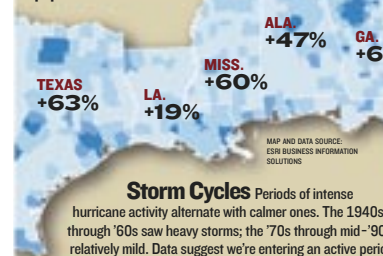 ALA.
+47%
GA.
+6
MISS.
+60%
TEXAS
+63%
LA.
+19%
MAP AND DATA SOURCE:
ESRI BUSINESS INFORMATION
SOLUTIONS
Storm Cycles Periods of intense
hurricane activity alternate with calmer ones. The 1940s
through '60s saw heavy storms; the '70s through mid-'90
relatively mild. Data suggest we're entering an active perio